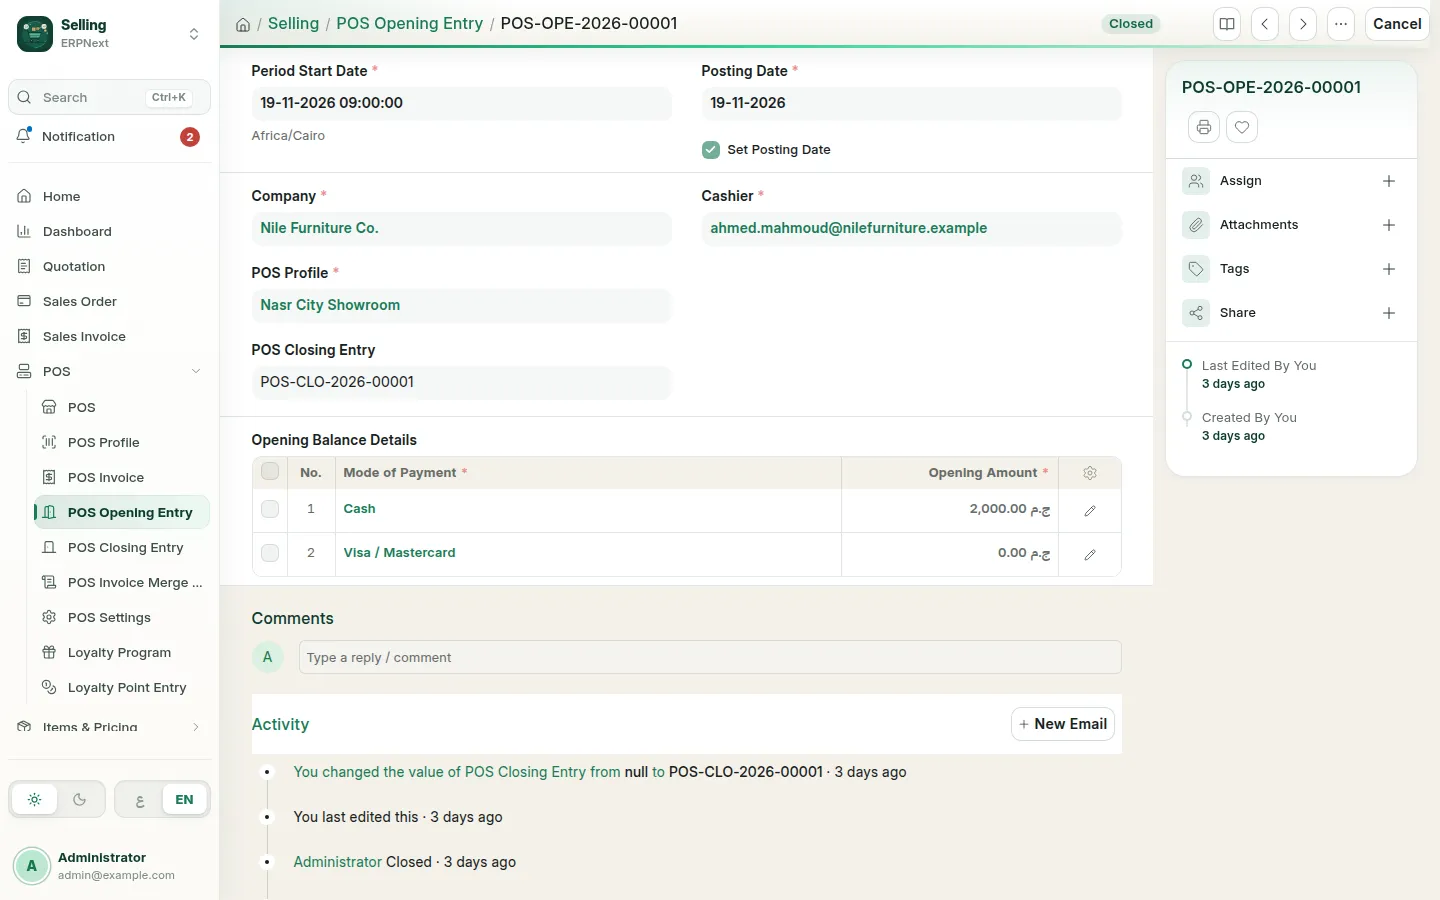 Selling
ERPNext
Search
Ctrl+K
Notification
2
Home
Dashboard
Quotation
Sales Order
Sales Invoice
POS
POS
POS Profile
POS Invoice
POS Opening Entry
POS Closing Entry
POS Invoice Merge ...
POS Settings
Loyalty Program
Loyalty Point Entry
Items & Pricing
ع
EN
A
Administrator
admin@example.com
/ Selling / POS Opening Entry / POS-OPE-2026-00001
Closed
Cancel
Period Start Date *
19-11-2026 09:00:00
Africa/Cairo
Posting Date *
19-11-2026
Set Posting Date
Company *
Nile Furniture Co.
Cashier *
ahmed.mahmoud@nilefurniture.example
POS Profile *
Nasr City Showroom
POS Closing Entry
POS-CLO-2026-00001
Opening Balance Details
No. Mode of Payment * Opening Amount *
1 Cash 2,000.00 ج.م
2 Visa / Mastercard 0.00 ج.م
Comments
A
Type a reply / comment
Activity
New Email
You changed the value of POS Closing Entry from null to POS-CLO-2026-00001 · 3 days ago
You last edited this · 3 days ago
Administrator Closed · 3 days ago
POS-OPE-2026-00001
Assign
Attachments
Tags
Share
Last Edited By You
3 days ago
Created By You
3 days ago